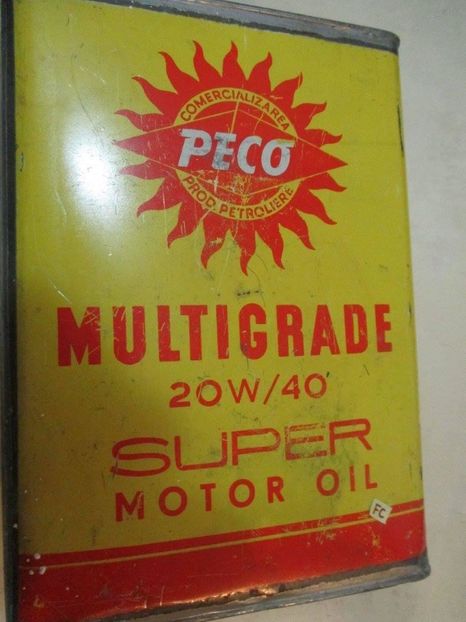 COMERCIALIZAREA
PECO
PROD. PETROLIERE
MULTIGRADE
20W/40
SUPER
MOTOR OIL
FC